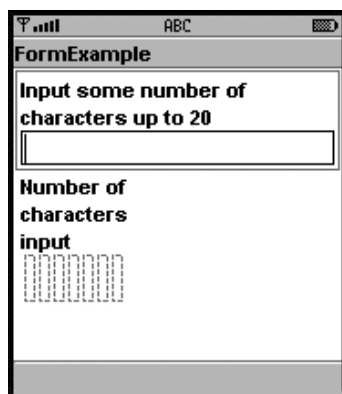 ABC
FormExample
Input some number of
characters up to 20
Number of
characters
input